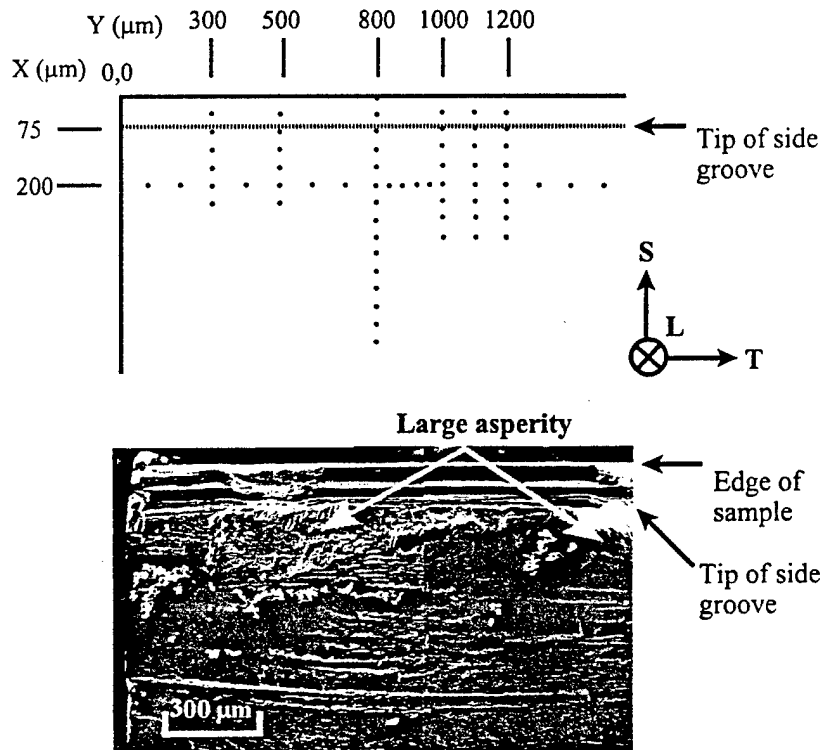 Y (μm) 300 500 800 1000 1200
X (μm) 0,0
75
Tip of side
groove
200
S
L
T
Large asperity
Edge of
sample
Tip of side
groove
300 μm